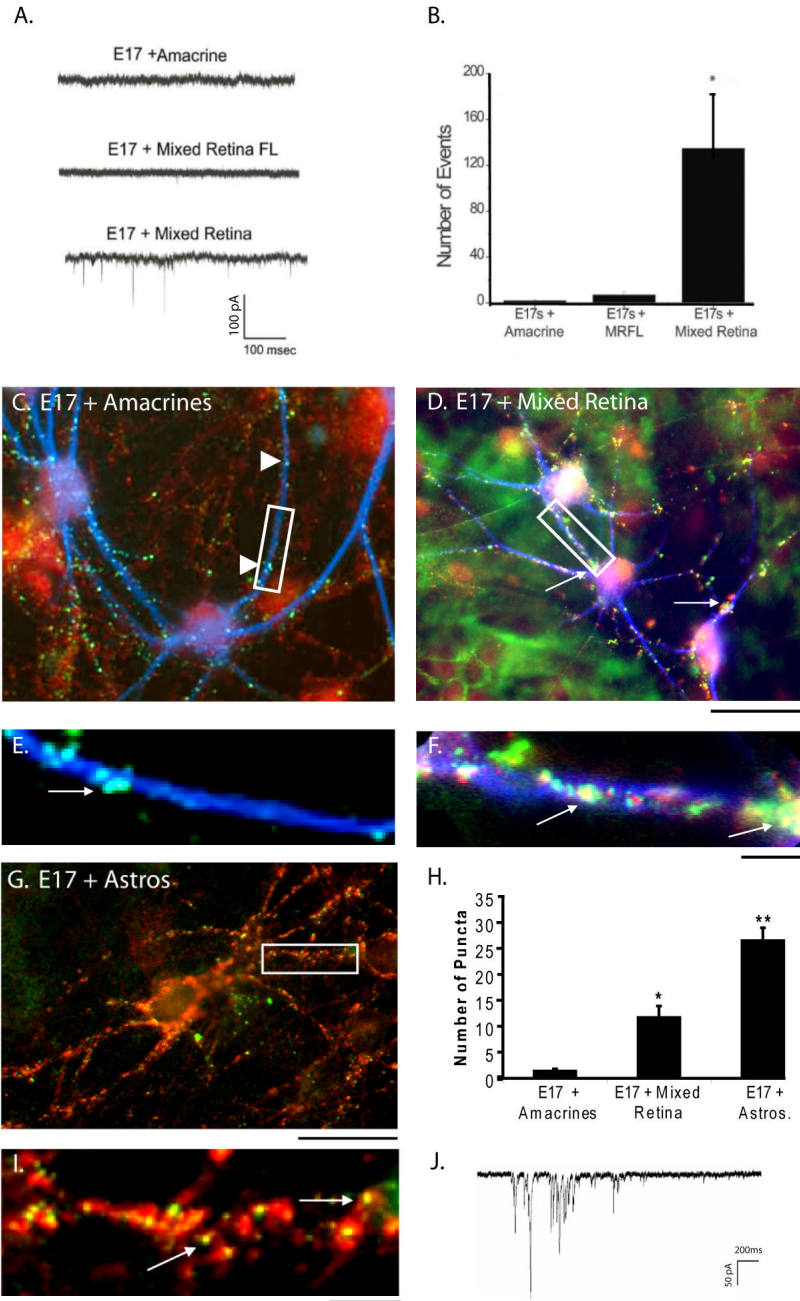 A.
E17 +Amacrine
E17 + Mixed Retina FL
E17 + Mixed Retina
100 pA
100 msec
B.
Number of Events
200
160
120
80
40
0
*
E17s +
Amacrine
E17s +
MRFL
E17s +
Mixed Retina
C. E17 + Amacrines
D. E17 + Mixed Retina
E.
F.
G. E17 + Astros
H.
Number of Puncta
35
30
25
20
15
10
5
0
*
**
E17 +
Amacrines
E17 + Mixed
Retina
E17 +
Astros.
I.
J.
50 pA
200ms